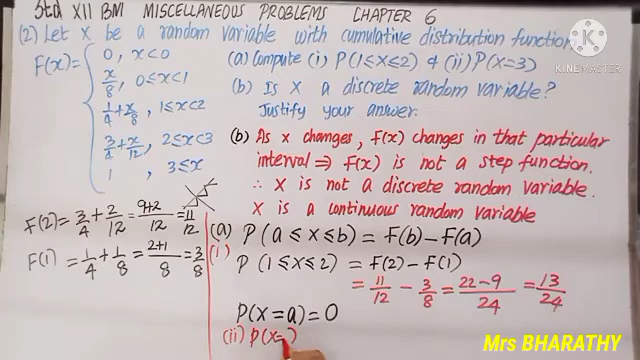 Std XII BM MISCELLANEOUS PROBLEMS CHAPTER 6
(2) Let X be a random variable with cumulative distribution function
F(x) = { 0, x<0
x/8, 0≤x<1
1/4+x/8, 1≤x<2
3/4+x/12, 2≤x<3
1, 3≤x
(a) Compute (i) P(1≤X≤2) & (ii) P(X=3)
(b) Is X a discrete random variable?
Justify your answer.
(b) As x changes, F(x) changes in that particular
interval ⇒ F(x) is not a step function.
∴ X is not a discrete random variable.
X is a continuous random variable
F(2) = 3/4 + 2/12 = 9+2/12 = 11/12
F(1) = 1/4 + 1/8 = 2+1/8 = 3/8
(a) P(a≤X≤b) = F(b)-F(a)
(i)
P(1≤X≤2) = F(2)-F(1)
= 11/12 - 3/8 = 22-9/24 = 13/24
P(X=a)=0
(ii) P(X= )
MADE WITH
KINEMASTER
Mrs BHARATHY